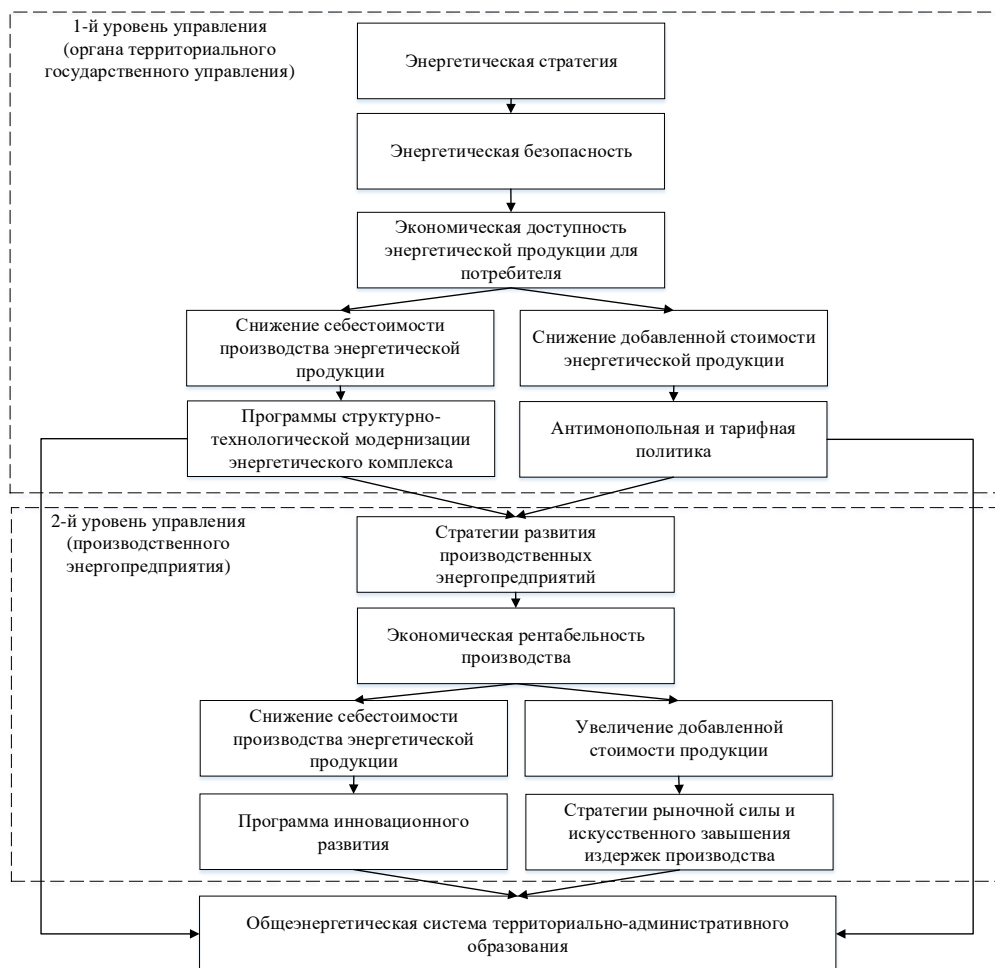 1-й уровень управления
(органа территориального
государственного управления)
Энергетическая стратегия
Энергетическая безопасность
Экономическая доступность
энергетической продукции для
потребителя
Снижение себестоимости
производства энергетической
продукции
Снижение добавленной стоимости
энергетической продукции
Программы структурно-
технологической модернизации
энергетического комплекса
Антимонопольная и тарифная
политика
2-й уровень управления
(производственного
энергопредприятия)
Стратегии развития
производственных
энергопредприятий
Экономическая рентабельность
производства
Снижение себестоимости
производства энергетической
продукции
Увеличение добавленной
стоимости продукции
Программа инновационного
развития
Стратегии рыночной силы и
искусственного завышения
издержек производства
Общеэнергетическая система территориально-административного
образования